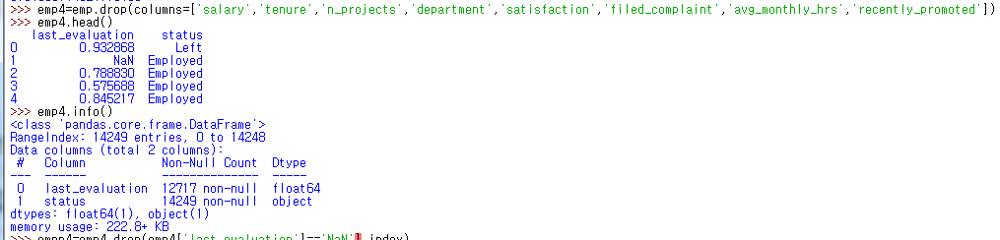 >>> emp4=emp.drop(columns=['salary','tenure','n_projects','department','satisfaction','filed_complaint','avg_monthly_hrs','recently_promoted'])
>>> emp4.head()
   last_evaluation    status
0         0.932868      Left
1              NaN  Employed
2         0.788830  Employed
3         0.575688  Employed
4         0.845217  Employed
>>> emp4.info()
<class 'pandas.core.frame.DataFrame'>
RangeIndex: 14249 entries, 0 to 14248
Data columns (total 2 columns):
 #   Column           Non-Null Count  Dtype
---  ------           --------------  -----
 0   last_evaluation  12717 non-null  float64
 1   status           14249 non-null  object
dtypes: float64(1), object(1)
memory usage: 222.8+ KB
>>> empn4=emp4.drop(emp4['last_evaluation']=='NaN'].index)